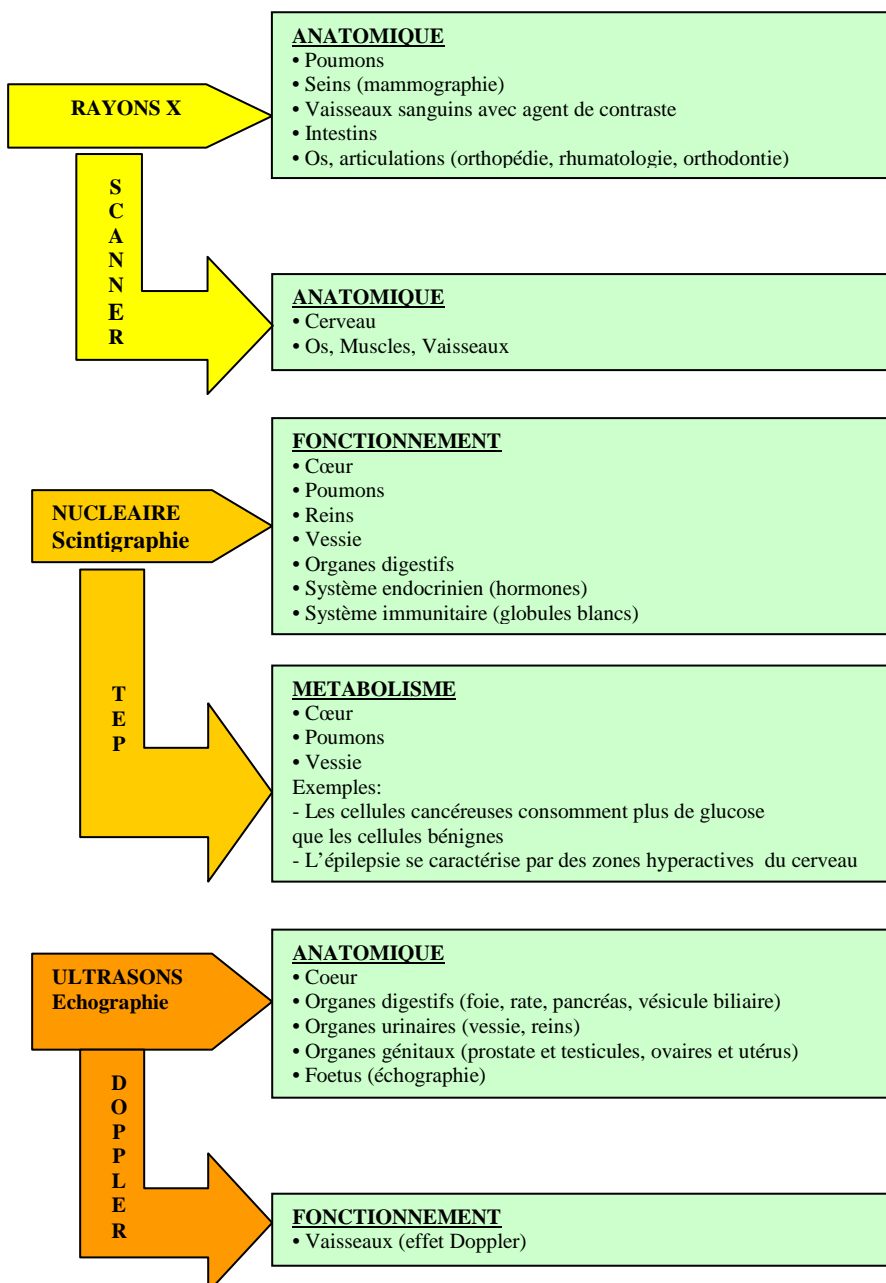 RAYONS X
ANATOMIQUE
• Poumons
• Seins (mammographie)
• Vaisseaux sanguins avec agent de contraste
• Intestins
• Os, articulations (orthopédie, rhumatologie, orthodontie)
S
C
A
N
N
E
R
ANATOMIQUE
• Cerveau
• Os, Muscles, Vaisseaux
NUCLEAIRE
Scintigraphie
FONCTIONNEMENT
• Cœur
• Poumons
• Reins
• Vessie
• Organes digestifs
• Système endocrinien (hormones)
• Système immunitaire (globules blancs)
T
E
P
METABOLISME
• Cœur
• Poumons
• Vessie
Exemples:
- Les cellules cancéreuses consomment plus de glucose
que les cellules bénignes
- L’épilepsie se caractérise par des zones hyperactives du cerveau
ULTRASONS
Echographie
ANATOMIQUE
• Coeur
• Organes digestifs (foie, rate, pancréas, vésicule biliaire)
• Organes urinaires (vessie, reins)
• Organes génitaux (prostate et testicules, ovaires et utérus)
• Foetus (échographie)
D
O
P
P
L
E
R
FONCTIONNEMENT
• Vaisseaux (effet Doppler)